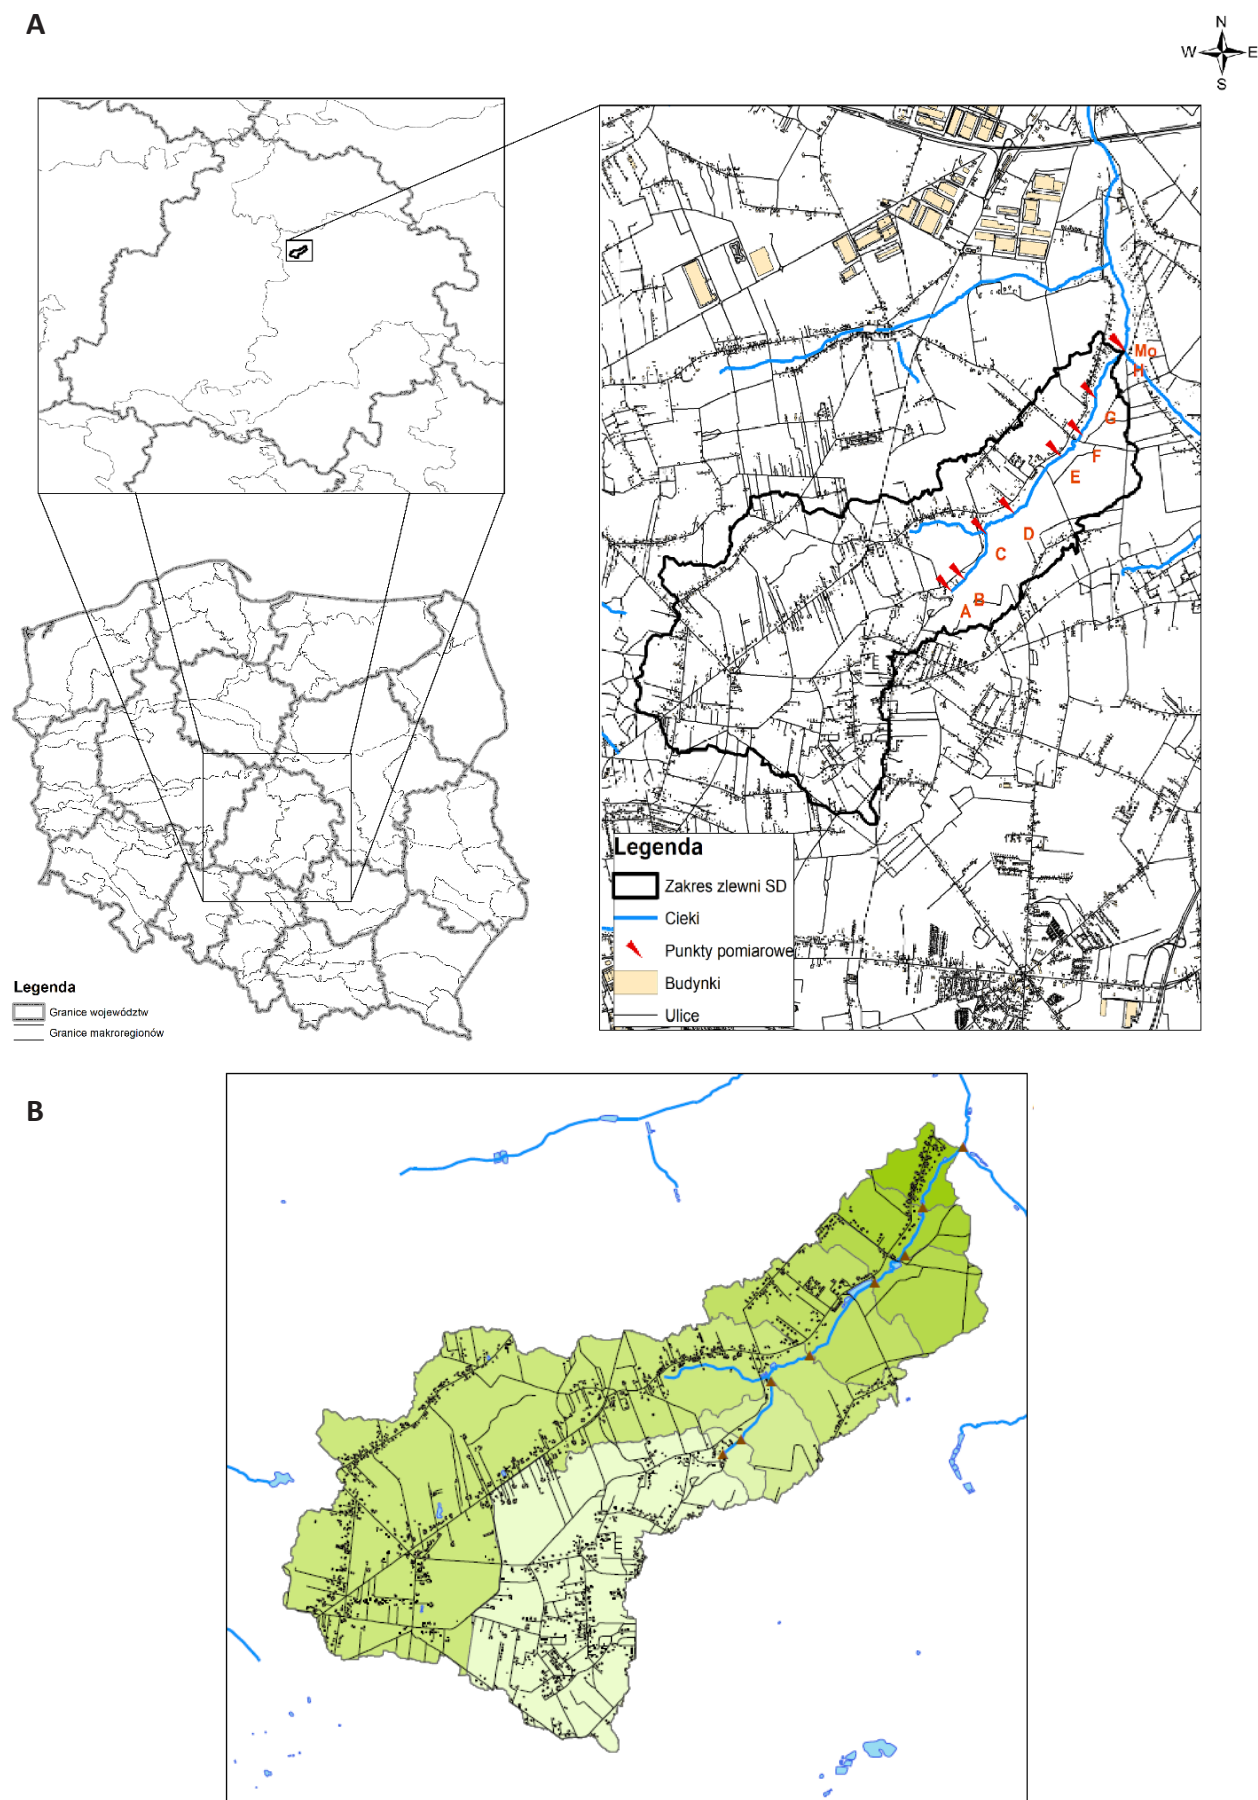 A
N
W E
S
Mo
H
G
F
E
D
C
B
A
E
Legenda
Zakres zlewni SD
Cieki
Punkty pomiarowe
Budynki
Ulice
Legenda
Granice województw
Granice makroregionów
B
E